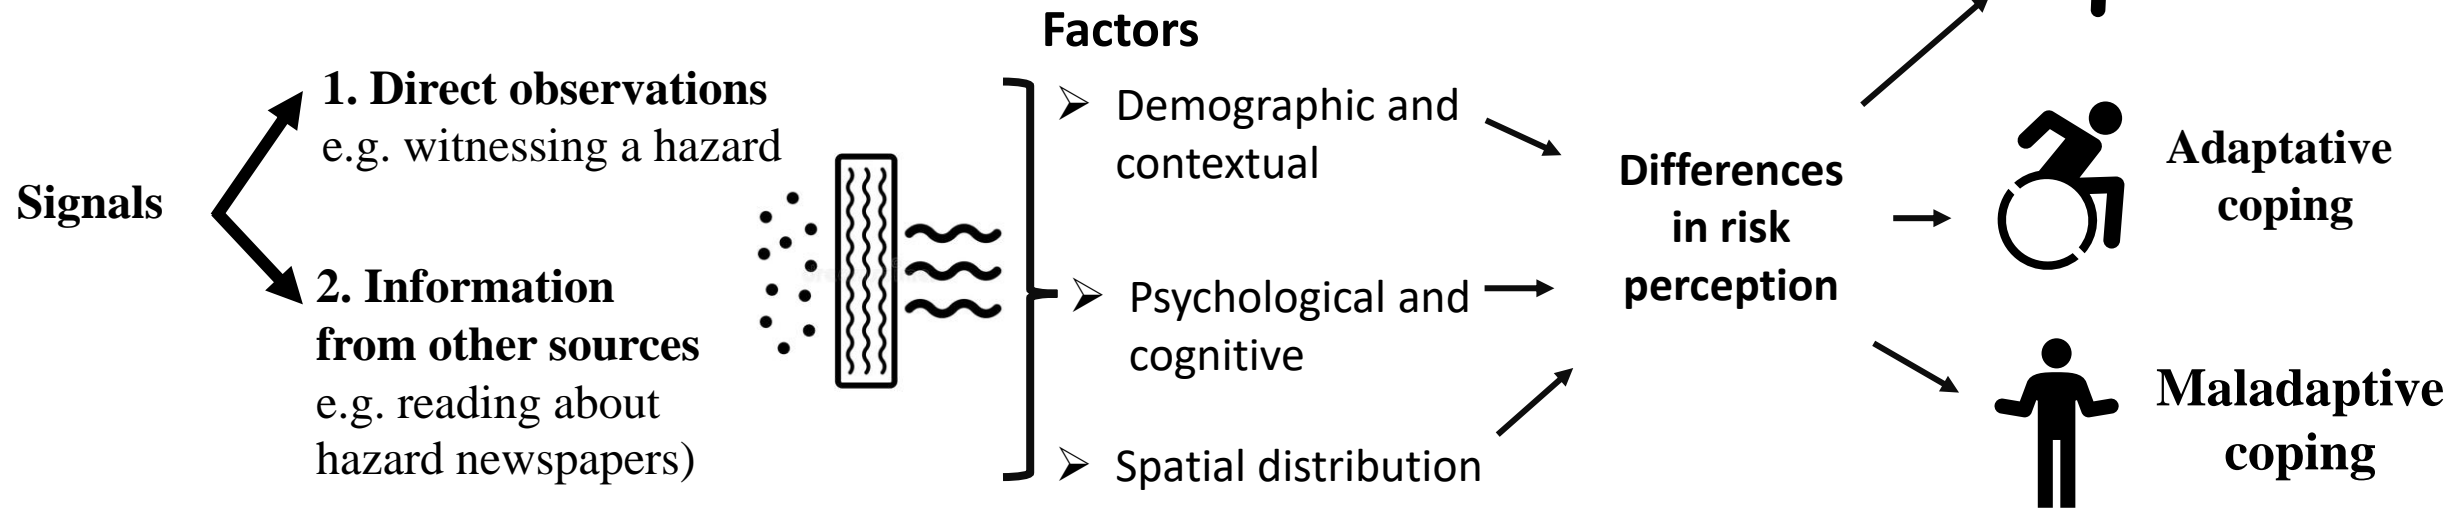 Signals
1. Direct observations
e.g. witnessing a hazard
2. Information
from other sources
e.g. reading about
hazard newspapers)
Factors
➢ Demographic and
contextual
➢ Psychological and
cognitive
➢ Spatial distribution
Differences
in risk
perception
Adaptative
coping
Maladaptive
coping